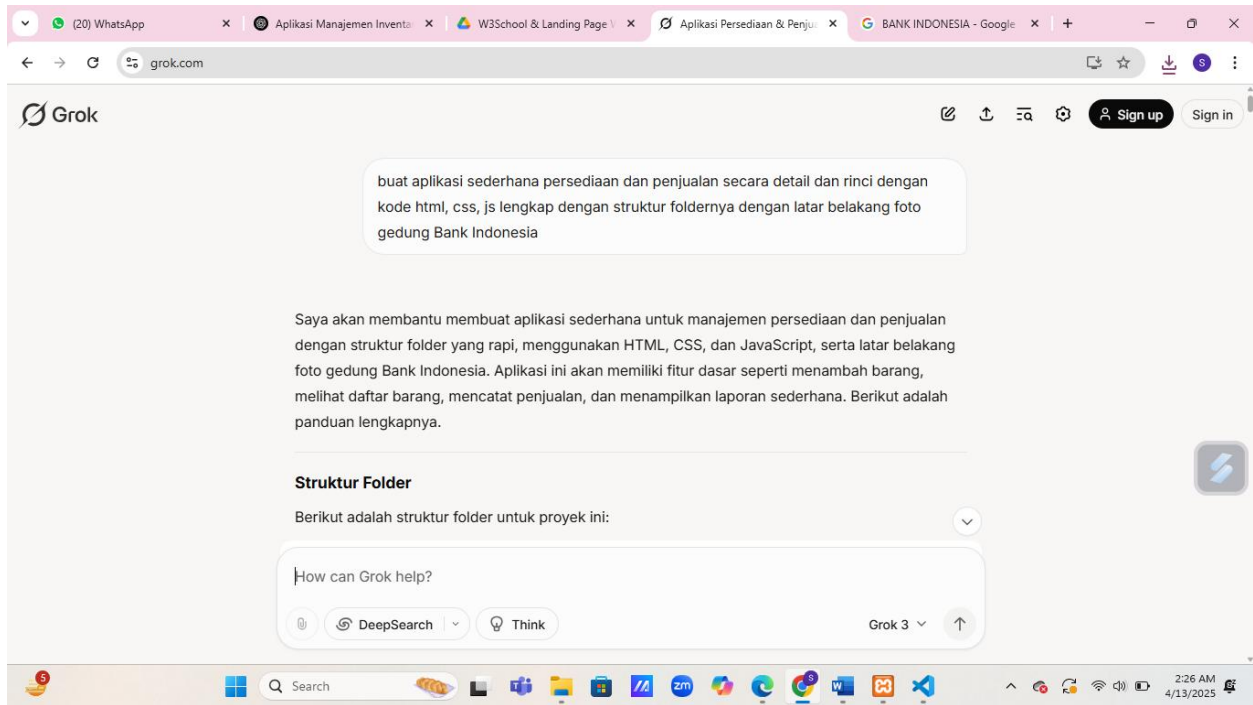 (20) WhatsApp
Aplikasi Manajemen Inventa
W3School & Landing Page
Aplikasi Persediaan & Penju
BANK INDONESIA - Google
grok.com
S
Grok
Sign up
Sign in
buat aplikasi sederhana persediaan dan penjualan secara detail dan rinci dengan
kode html, css, js lengkap dengan struktur foldernya dengan latar belakang foto
gedung Bank Indonesia
Saya akan membantu membuat aplikasi sederhana untuk manajemen persediaan dan penjualan
dengan struktur folder yang rapi, menggunakan HTML, CSS, dan JavaScript, serta latar belakang
foto gedung Bank Indonesia. Aplikasi ini akan memiliki fitur dasar seperti menambah barang,
melihat daftar barang, mencatat penjualan, dan menampilkan laporan sederhana. Berikut adalah
panduan lengkapnya.
Struktur Folder
Berikut adalah struktur folder untuk proyek ini:
How can Grok help?
DeepSearch
Think
Grok 3
5
Search
zm
S
2:26 AM
4/13/2025